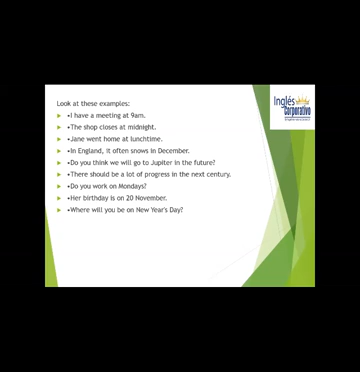 Look at these examples:
•I have a meeting at 9am.
•The shop closes at midnight.
•Jane went home at lunchtime.
•In England, it often snows in December.
•Do you think we will go to Jupiter in the future?
•There should be a lot of progress in the next century.
•Do you work on Mondays?
•Her birthday is on 20 November.
•Where will you be on New Year's Day?
Inglés
Corporativo